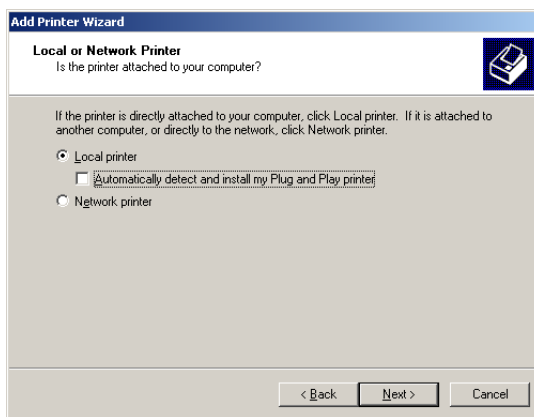 Add Printer Wizard
Local or Network Printer
Is the printer attached to your computer?
If the printer is directly attached to your computer, click Local printer. If it is attached to
another computer, or directly to the network, click Network printer.
Local printer
Automatically detect and install my Plug and Play printer
Network printer
< Back
Next >
Cancel